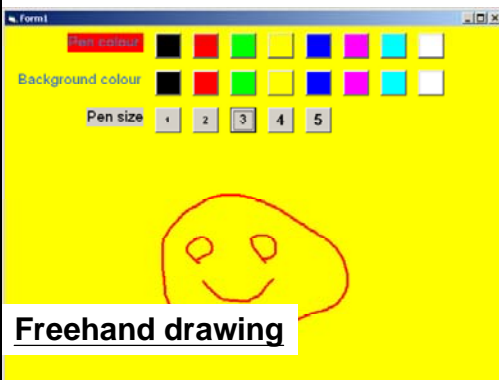 Form1
Pen colour
Background colour
Pen size 1 2 3 4 5
Freehand drawing